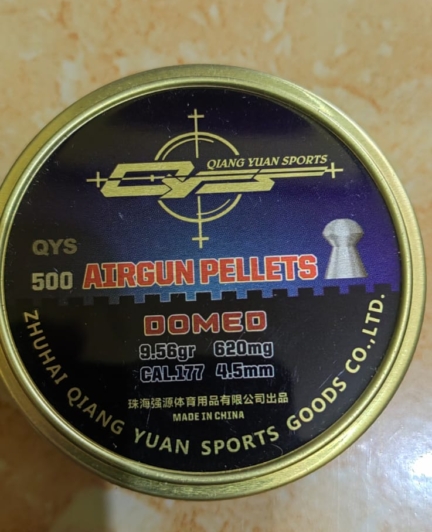 QIANG YUAN SPORTS
QYS
QYS
500 AIRGUN PELLETS
DOMED
9.56gr 620mg
CAL.177 4.5mm
珠海强源体育用品有限公司出品
MADE IN CHINA
ZHUHAI QIANG YUAN SPORTS GOODS CO.,LTD.